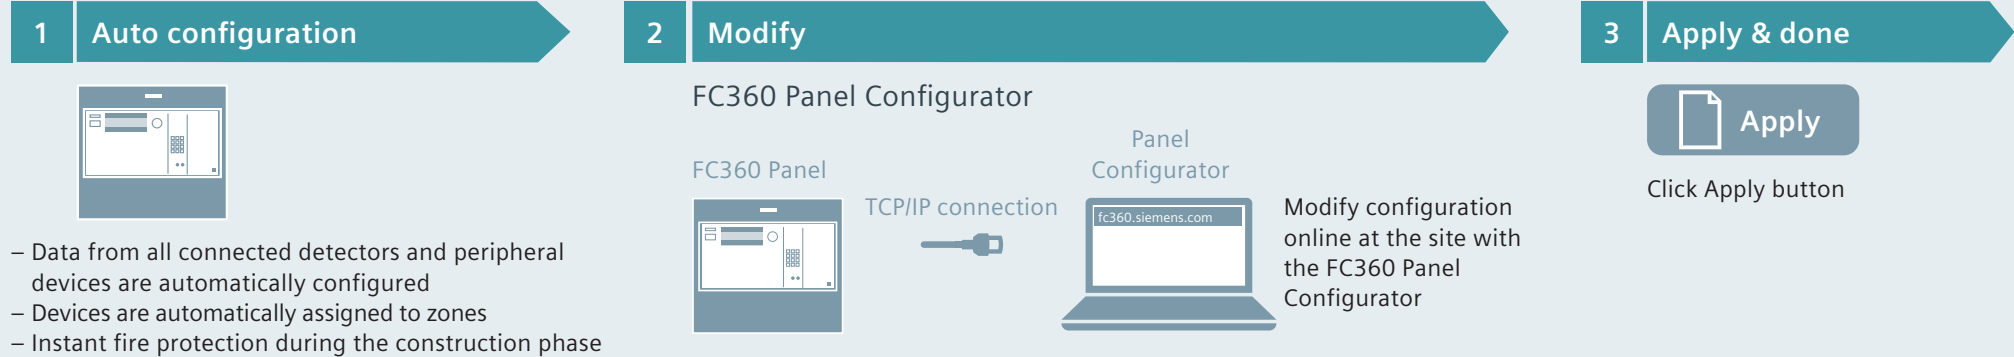 1 Auto configuration
– Data from all connected detectors and peripheral
devices are automatically configured
– Devices are automatically assigned to zones
– Instant fire protection during the construction phase
2 Modify
FC360 Panel Configurator
FC360 Panel
TCP/IP connection
Panel
Configurator
fc360.siemens.com
Modify configuration
online at the site with
the FC360 Panel
Configurator
3 Apply & done
Apply
Click Apply button